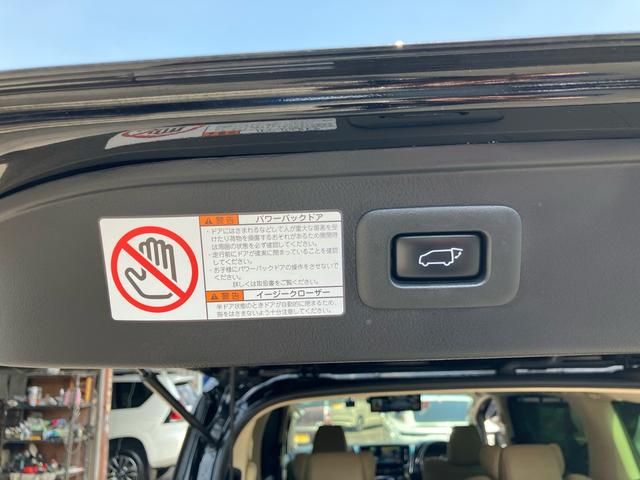 警告 パワーバックドア
・ドアにはさまれるなどして人が重大な傷害を受
けたり荷物を損傷するおそれがあるため開閉時
は周囲の状態を必ず確認してください。
・走行前にドアが確実に閉まっていることを確認
してください。
・お子様にパワーバックドアの操作をさせないで
ください。
詳しくは取扱書をご覧ください。
警告 イージークローザー
半ドア状態のときドアが自動的に閉まるため、
指をはさまないよう十分注意してください。